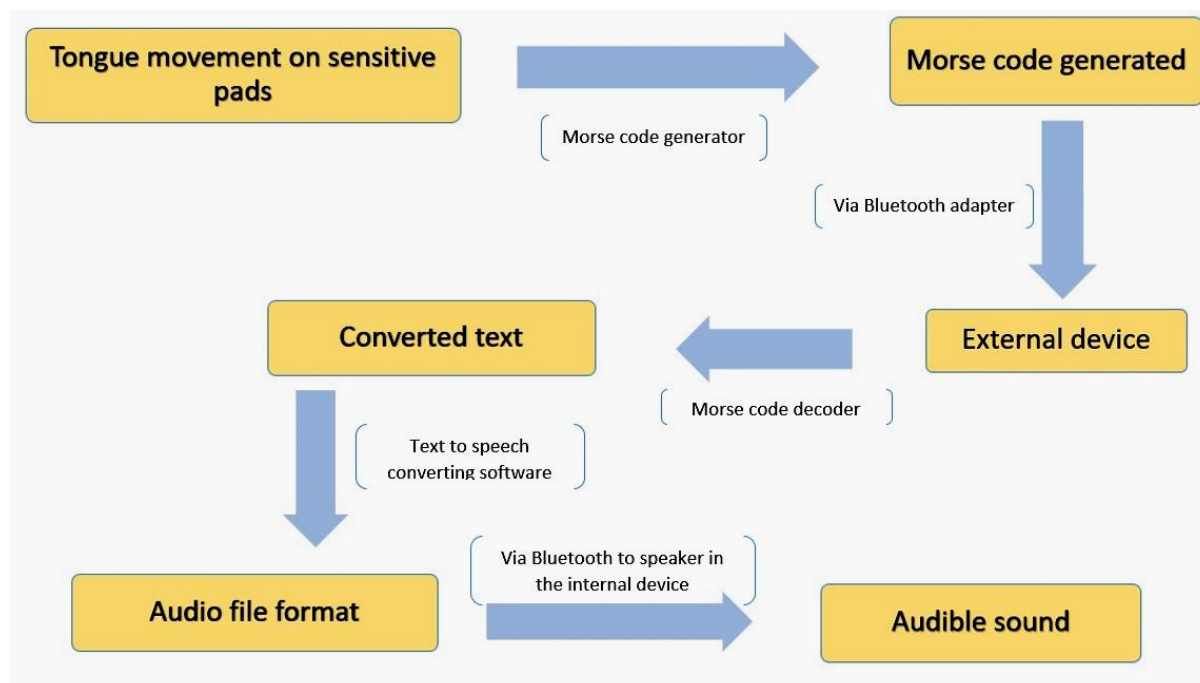 Tongue movement on sensitive
pads
Morse code generator
Morse code generated
Via Bluetooth adapter
External device
Morse code decoder
Converted text
Text to speech
converting software
Audio file format
Via Bluetooth to speaker in
the internal device
Audible sound